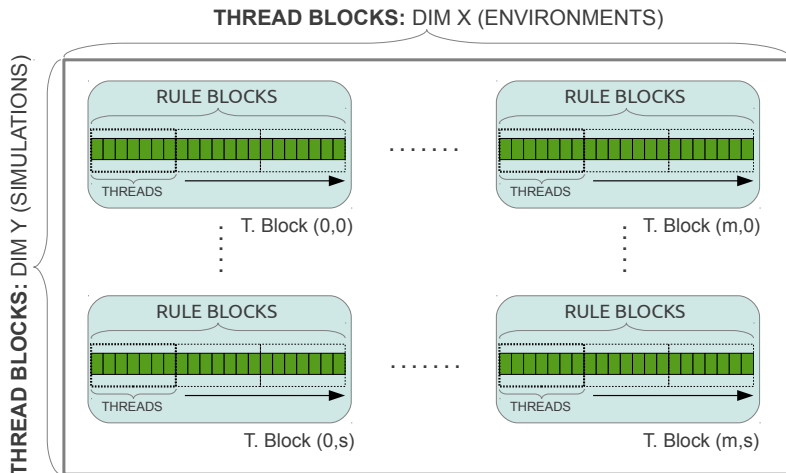 THREAD BLOCKS: DIM X (ENVIRONMENTS)
THREAD BLOCKS: DIM Y (SIMULATIONS)
RULE BLOCKS
THREADS
T. Block (0,0)
.......
RULE BLOCKS
THREADS
T. Block (m,0)
RULE BLOCKS
THREADS
T. Block (0,s)
.......
RULE BLOCKS
THREADS
T. Block (m,s)